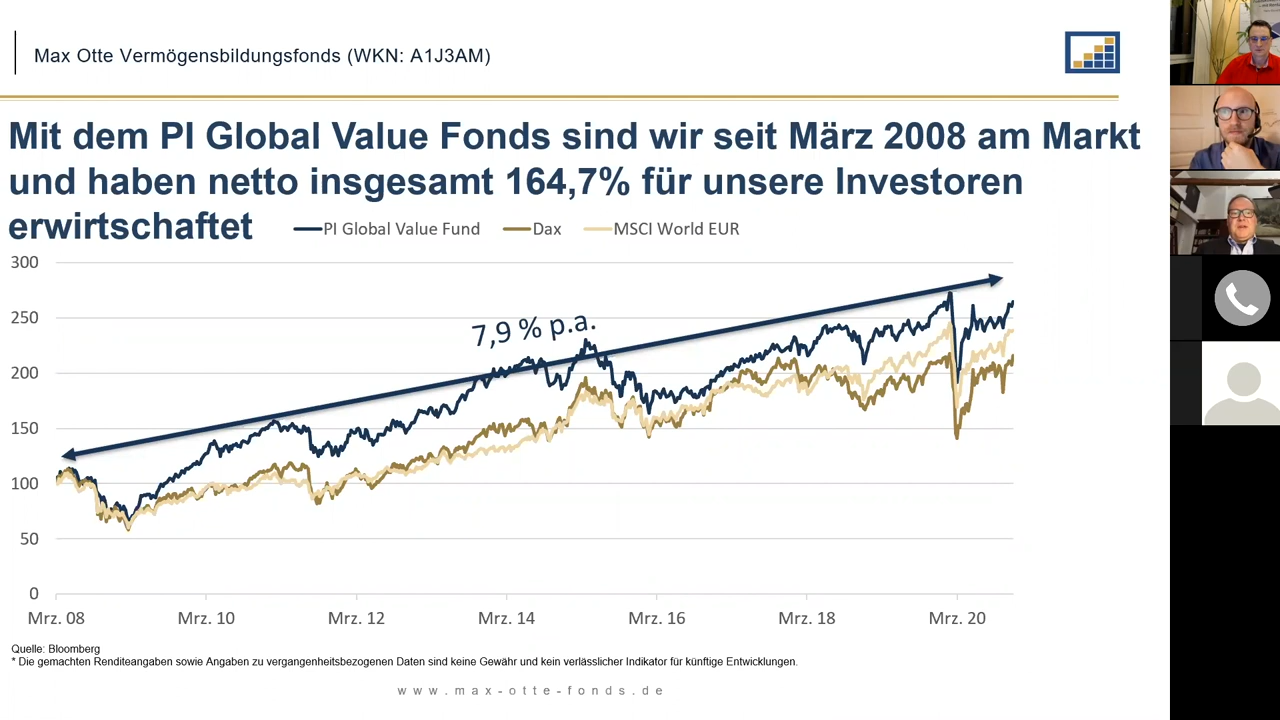 Max Otte Vermögensbildungsfonds (WKN: A1J3AM)
Mit dem PI Global Value Fonds sind wir seit März 2008 am Markt
und haben netto insgesamt 164,7% für unsere Investoren
erwirtschaftet
PI Global Value Fund Dax MSCI World EUR
300
250
200
150
100
50
0
7,9 % p.a.
Mrz. 08 Mrz. 10 Mrz. 12 Mrz. 14 Mrz. 16 Mrz. 18 Mrz. 20
Quelle: Bloomberg
* Die gemachten Renditeangaben sowie Angaben zu vergangenheitsbezogenen Daten sind keine Gewähr und kein verlässlicher Indikator für künftige Entwicklungen.
www.max-otte-fonds.de